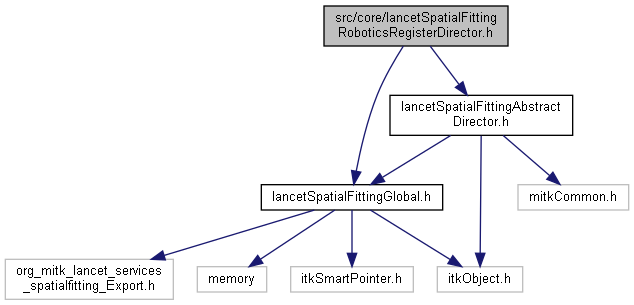 src/core/lancetSpatialFitting
RoboticsRegisterDirector.h
lancetSpatialFittingAbstract
Director.h
lancetSpatialFittingGlobal.h
mitkCommon.h
org_mitk_lancet_services
_spatialfitting_Export.h
memory
itkSmartPointer.h
itkObject.h